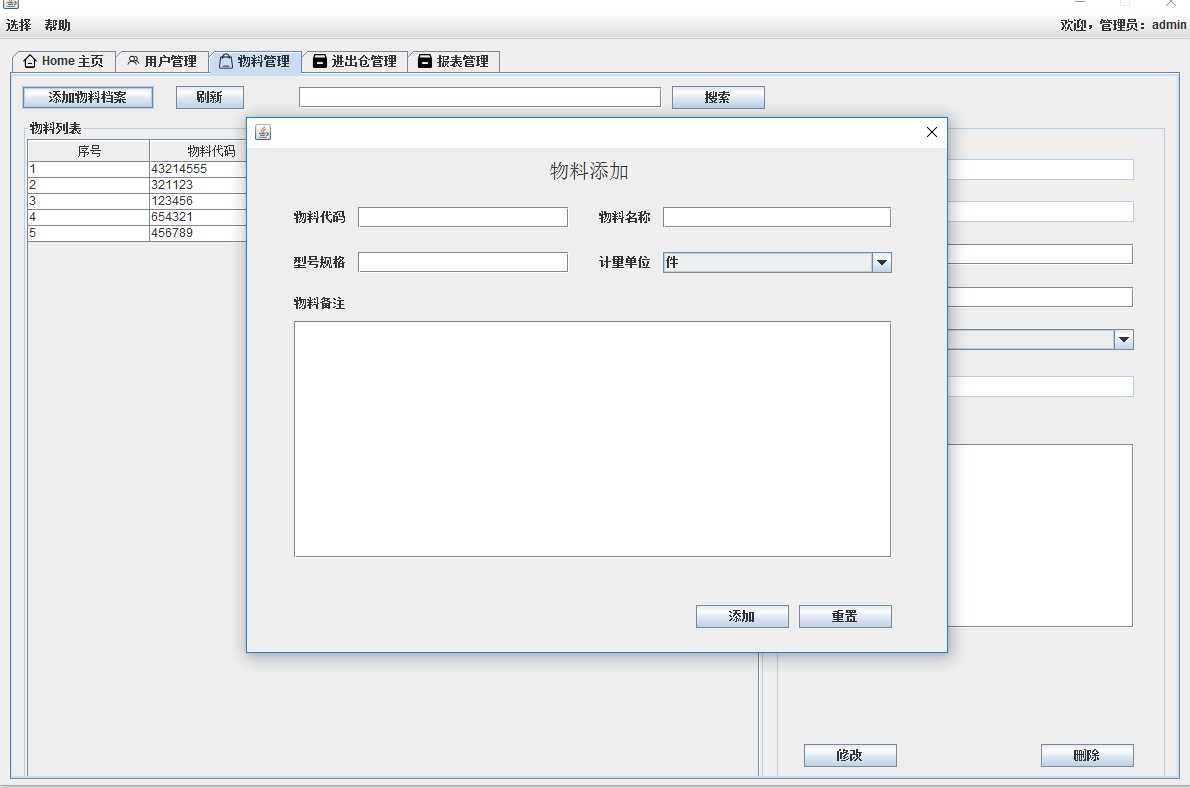 选择 帮助
欢迎，管理员：admin
Home 主页 用户管理 物料管理 进出仓管理 报表管理
添加物料档案 刷新 搜索
物料列表
序号 物料代码
1 43214555
2 321123
3 123456
4 654321
5 456789
物料添加
物料代码 物料名称
型号规格 计量单位 件
物料备注
添加 重置
修改 删除